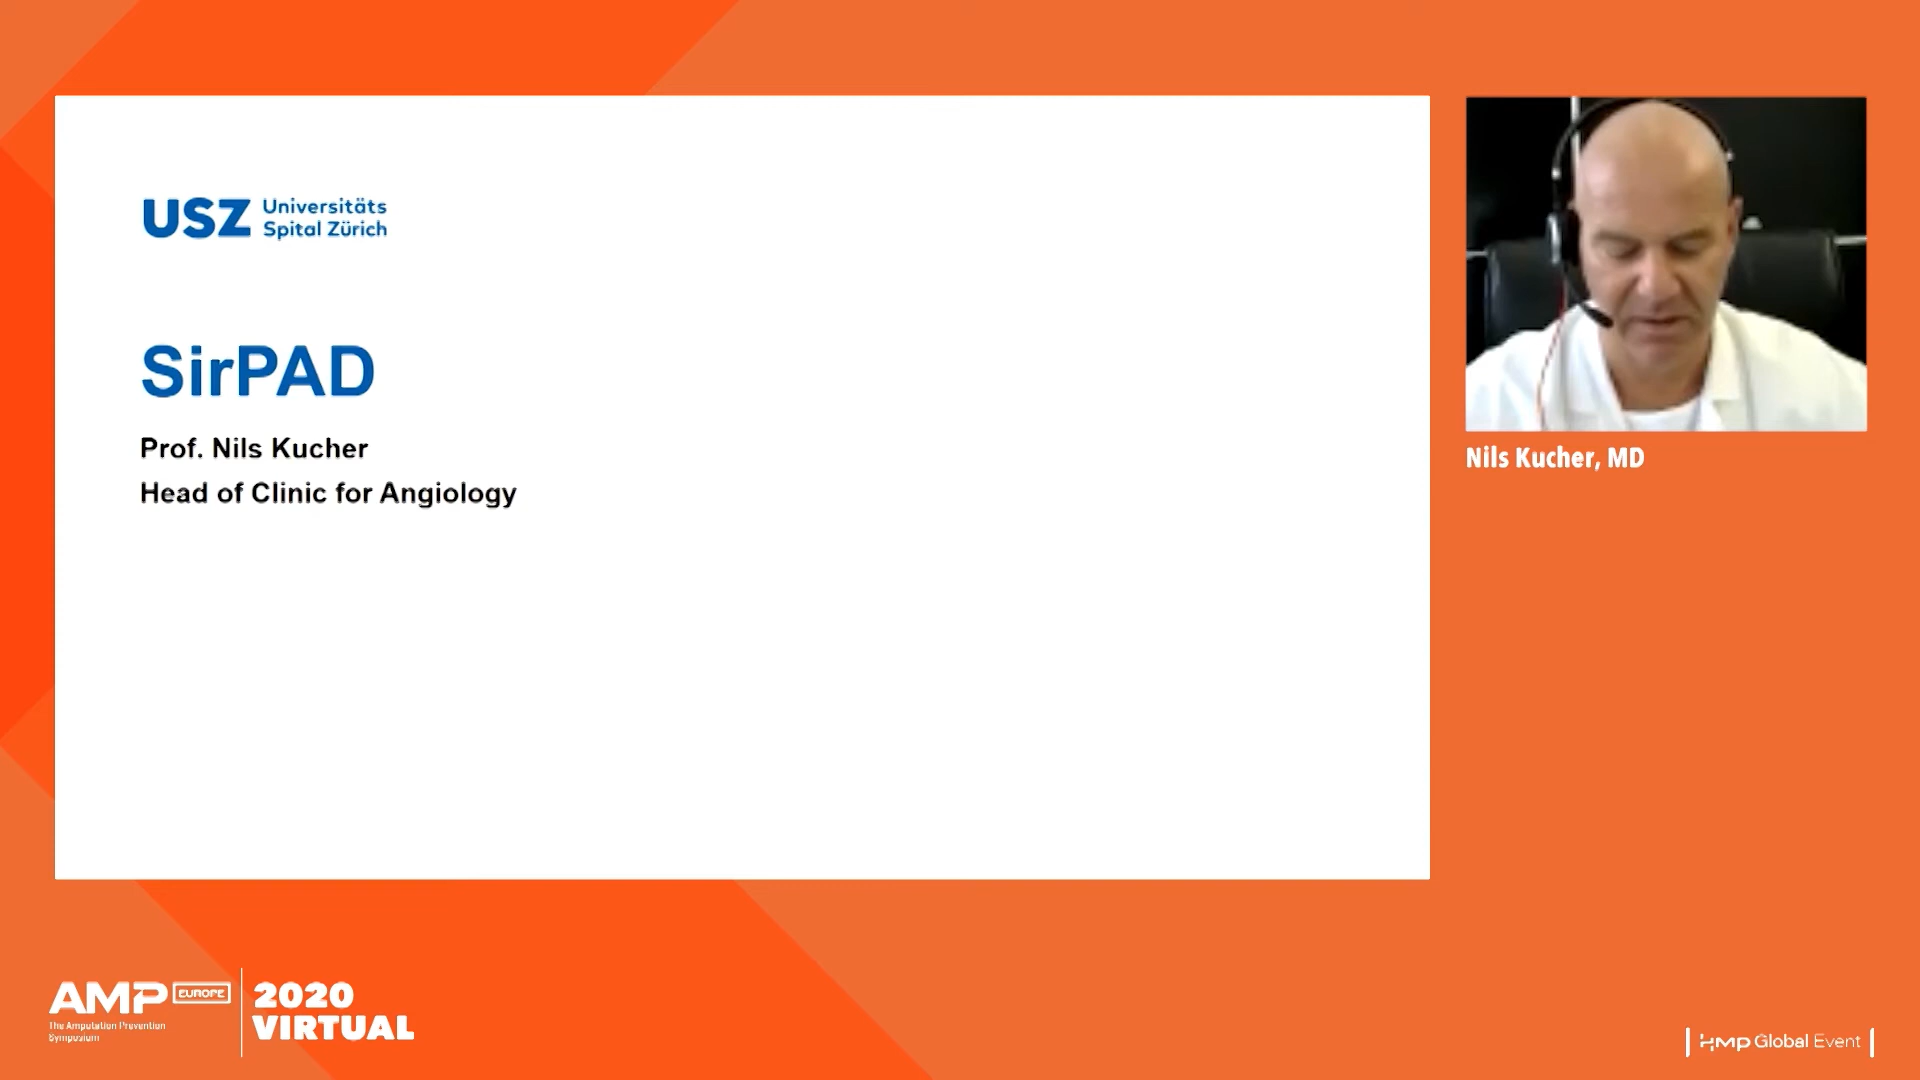 USZ Universitäts
Spital Zürich
SirPAD
Prof. Nils Kucher
Head of Clinic for Angiology
Nils Kucher, MD
AMP EUROPE
The Amputation Prevention
Symposium
2020
VIRTUAL
HMP Global Event